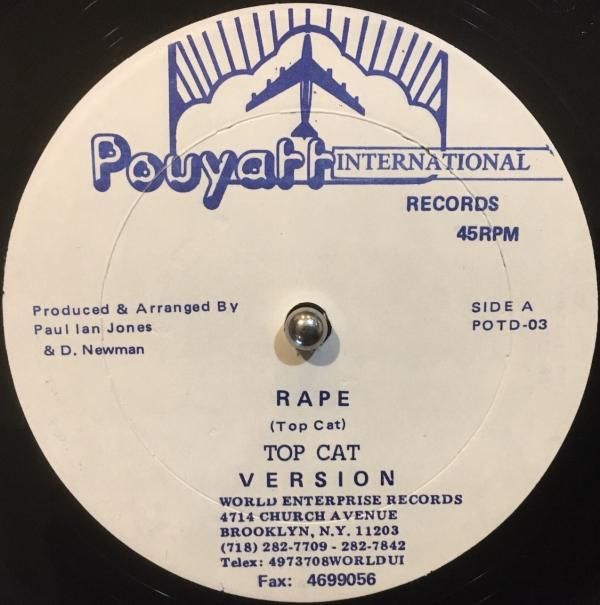 Pouyatt INTERNATIONAL
RECORDS
45RPM
Produced & Arranged By
Paul Ian Jones
& D. Newman
SIDE A
POTD-03
RAPE
(Top Cat)
TOP CAT
VERSION
WORLD ENTERPRISE RECORDS
4714 CHURCH AVENUE
BROOKLYN, N.Y. 11203
(718) 282-7709 - 282-7842
Telex: 4973708WORLDUI
Fax: 4699056